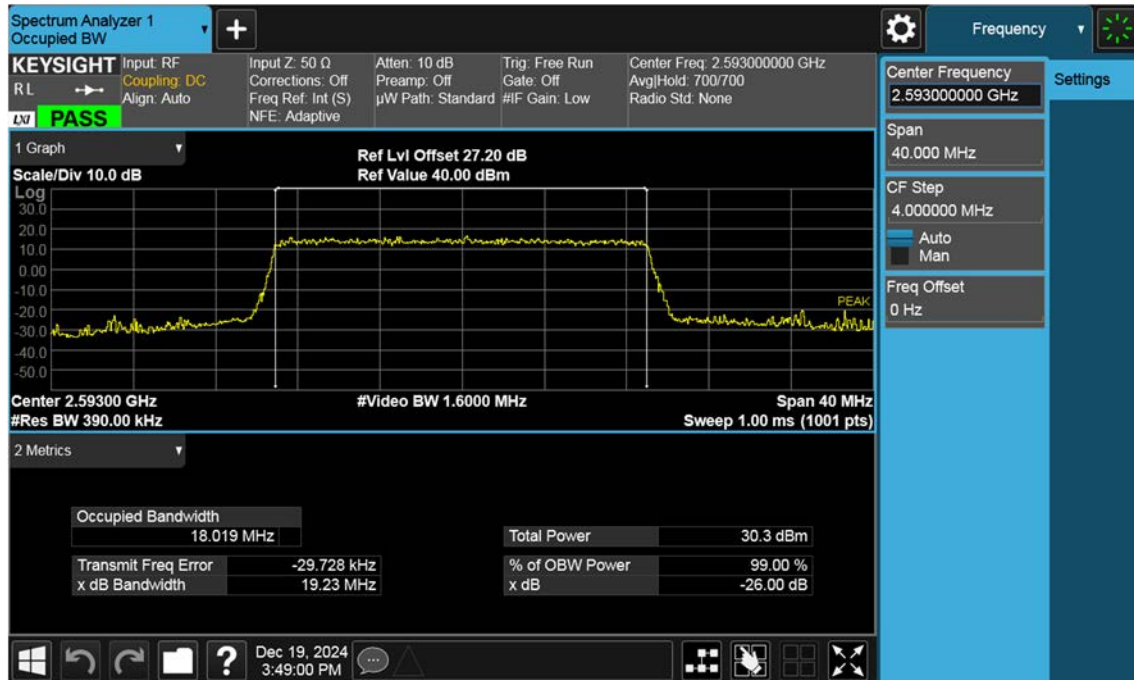 Spectrum Analyzer 1
Occupied BW
Frequency
KEYSIGHT
R L
LXI PASS
Input: RF
Coupling: DC
Align: Auto
Input Z: 50 Ω
Corrections: Off
Freq Ref: Int (S)
NFE: Adaptive
Atten: 10 dB
Preamp: Off
µW Path: Standard
Trig: Free Run
Gate: Off
#IF Gain: Low
Center Freq: 2.593000000 GHz
Avg|Hold: 700/700
Radio Std: None
Center Frequency
2.593000000 GHz
Settings
Span
40.000 MHz
CF Step
4.000000 MHz
Auto
Man
Freq Offset
0 Hz
1 Graph
Scale/Div 10.0 dB
Ref Lvl Offset 27.20 dB
Ref Value 40.00 dBm
Log
30.0
20.0
10.0
0.00
-10.0
-20.0
-30.0
-40.0
-50.0
PEAK
Center 2.59300 GHz
#Video BW 1.6000 MHz
Span 40 MHz
#Res BW 390.00 kHz
Sweep 1.00 ms (1001 pts)
2 Metrics
Occupied Bandwidth
18.019 MHz
Total Power 30.3 dBm
Transmit Freq Error -29.728 kHz
% of OBW Power 99.00 %
x dB Bandwidth 19.23 MHz
x dB -26.00 dB
?
Dec 19, 2024
3:49:00 PM